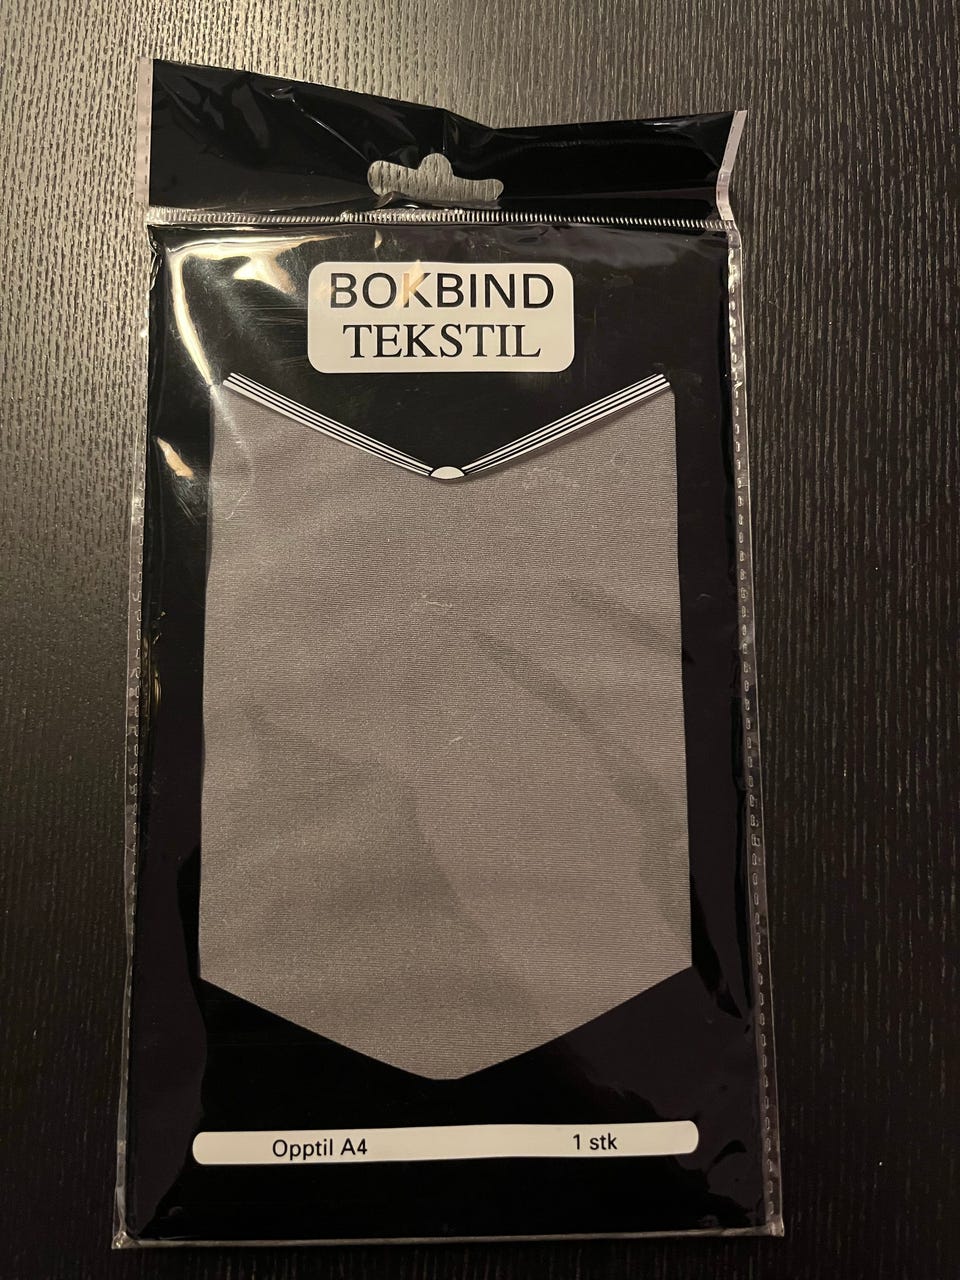 BOKBIND
TEKSTIL
Opptil A4 1 stk